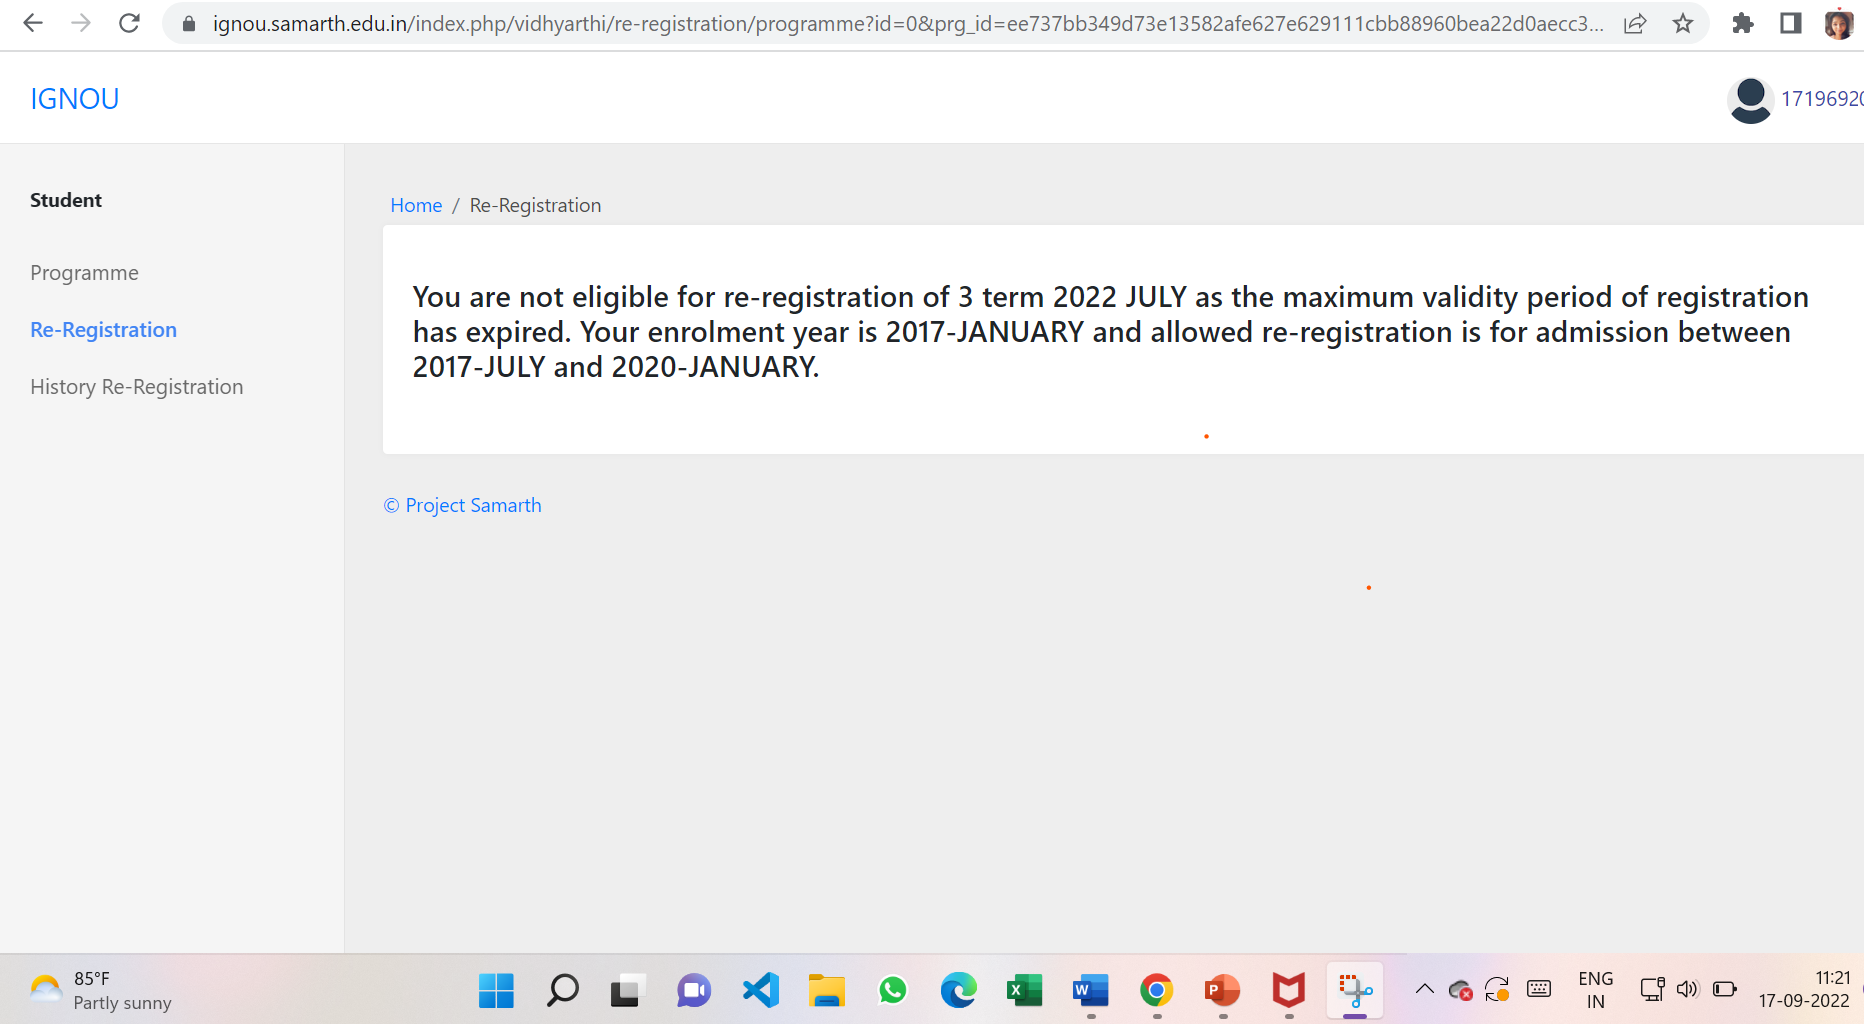 ignou.samarth.edu.in/index.php/vidhyarthi/re-registration/programme?id=0&prg_id=ee737bb349d73e13582afe627e629111cbb88960bea22d0aecc3...
IGNOU
1719692
Student
Programme
Re-Registration
History Re-Registration
Home / Re-Registration
You are not eligible for re-registration of 3 term 2022 JULY as the maximum validity period of registration
has expired. Your enrolment year is 2017-JANUARY and allowed re-registration is for admission between
2017-JULY and 2020-JANUARY.
© Project Samarth
85°F
Partly sunny
X
W
P
ENG
IN
11:21
17-09-2022